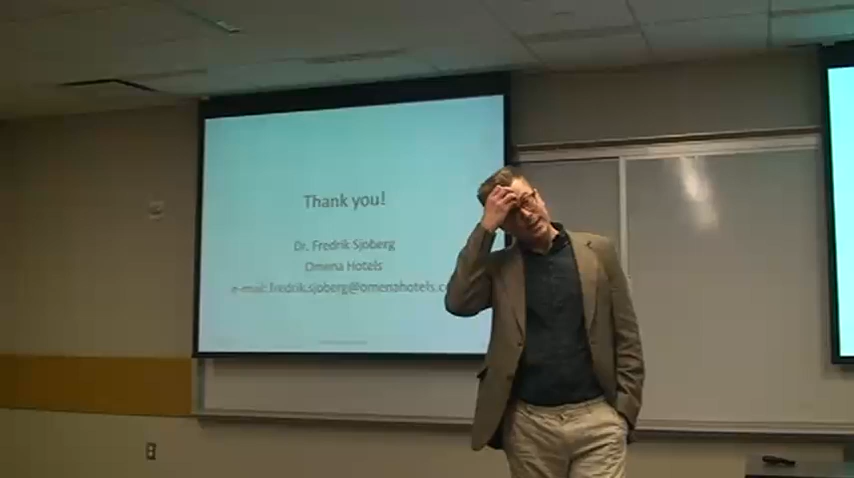 Thank you!
Dr. Fredrik Sjoberg
Omena Hotels
e-mail: fredrik.sjoberg@omenahotels.c